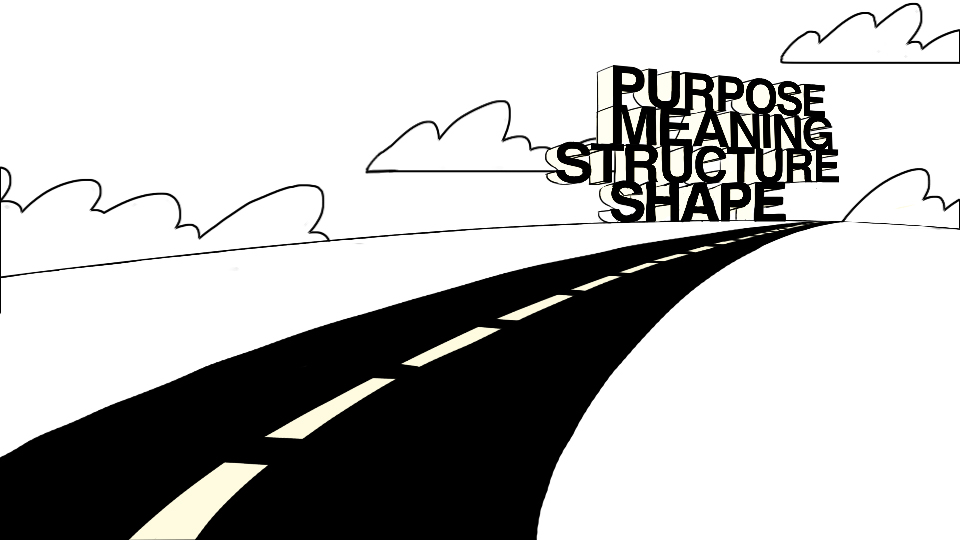 PURPOSE
MEANING
STRUCTURE
SHAPE